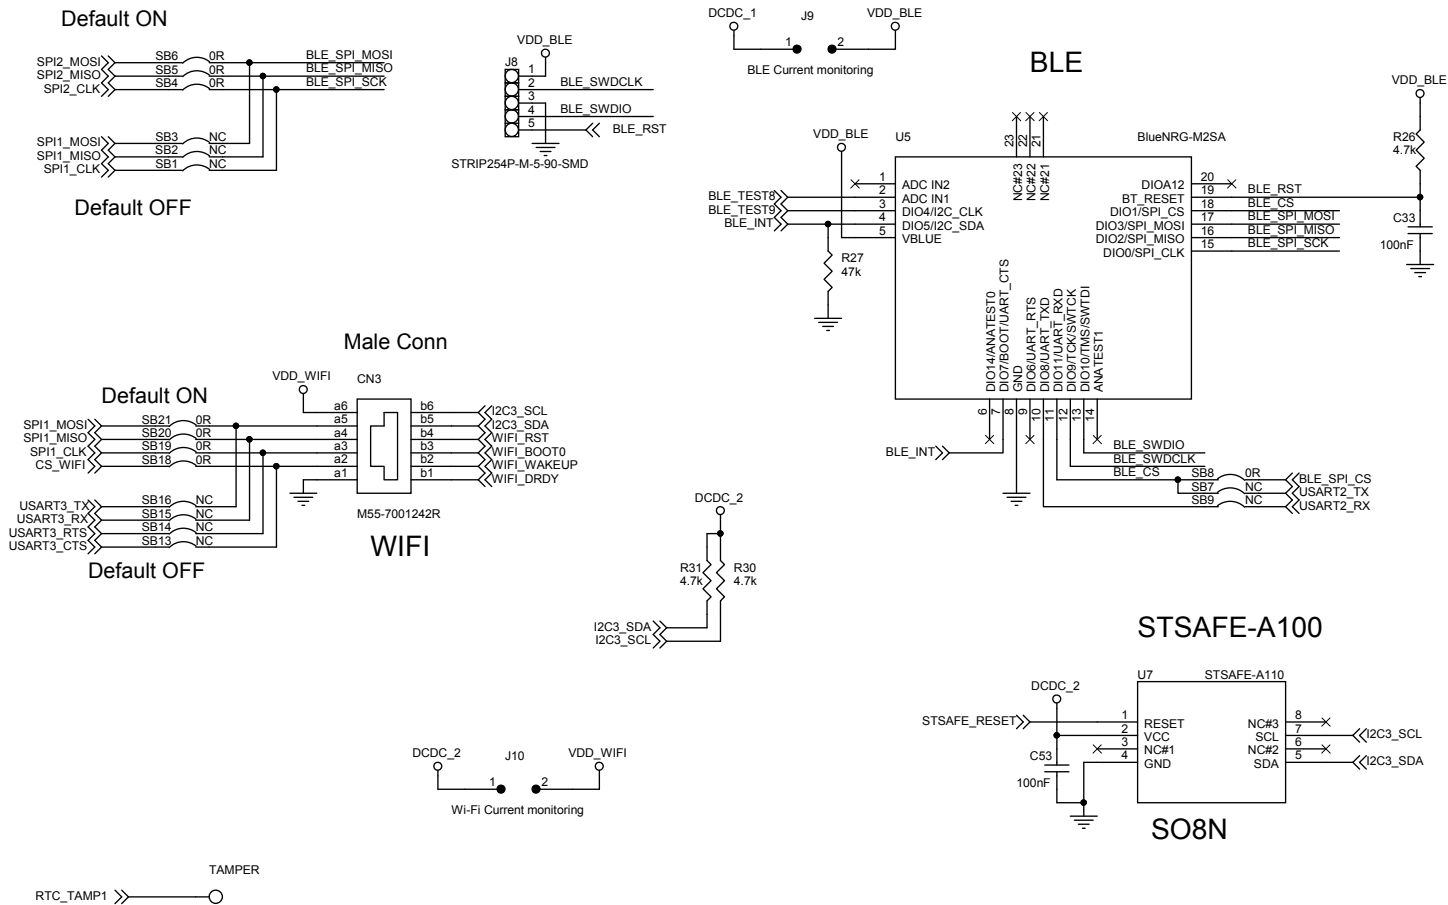 Default ON
SPI2_MOSI SB6 0R BLE_SPI_MOSI
SPI2_MISO SB5 0R BLE_SPI_MISO
SPI2_CLK SB4 0R BLE_SPI_SCK
SPI1_MOSI SB3 NC
SPI1_MISO SB2 NC
SPI1_CLK SB1 NC
Default OFF
VDD_BLE
J8
1
2 BLE_SWDCLK
3
4 BLE_SWDIO
5 BLE_RST
STRIP254P-M-5-90-SMD
DCDC_1 J9 VDD_BLE
1 2
BLE Current monitoring
BLE
VDD_BLE
R26
4.7k
C33
100nF
VDD_BLE U5 BlueNRG-M2SA
23 22 21
NC#23 NC#22 NC#21
1 ADC IN2
BLE_TEST8 2 ADC IN1
BLE_TEST9 3 DIO4/I2C_CLK
BLE_INT 4 DIO5/I2C_SDA
5 VBLUE
R27
47k
DIOA12 20
BT_RESET 19 BLE_RST
DIO1/SPI_CS 18 BLE_CS
DIO3/SPI_MOSI 17 BLE_SPI_MOSI
DIO2/SPI_MISO 16 BLE_SPI_MISO
DIO0/SPI_CLK 15 BLE_SPI_SCK
DIO14/ANATEST0
DIO7/BOOT/UART_CTS
GND
DIO6/UART_RTS
DIO8/UART_TXD
DIO11/UART_RXD
DIO9/TCK/SWTCK
DIO10/TMS/SWTDI
ANATEST1
6 7 8 9 10 11 12 13 14
BLE_INT
BLE_SWDIO
BLE_SWDCLK
BLE_CS SB8 0R BLE_SPI_CS
SB7 NC USART2_TX
SB9 NC USART2_RX
Male Conn
VDD_WIFI CN3
Default ON
a6 b6 I2C3_SCL
SPI1_MOSI SB21 0R a5 b5 I2C3_SDA
SPI1_MISO SB20 0R a4 b4 WIFI_RST
SPI1_CLK SB19 0R a3 b3 WIFI_BOOT0
CS_WIFI SB18 0R a2 b2 WIFI_WAKEUP
a1 b1 WIFI_DRDY
USART3_TX SB16 NC
USART3_RX SB15 NC
USART3_RTS SB14 NC
USART3_CTS SB13 NC
M55-7001242R
WIFI
Default OFF
DCDC_2
R31 R30
4.7k 4.7k
I2C3_SDA
I2C3_SCL
STSAFE-A100
U7 STSAFE-A110
DCDC_2
STSAFE_RESET 1 RESET
2 VCC
3 NC#1
4 GND
NC#3 8
SCL 7 I2C3_SCL
NC#2 6
SDA 5 I2C3_SDA
C53
100nF
SO8N
DCDC_2 J10 VDD_WIFI
1 2
Wi-Fi Current monitoring
TAMPER
RTC_TAMP1